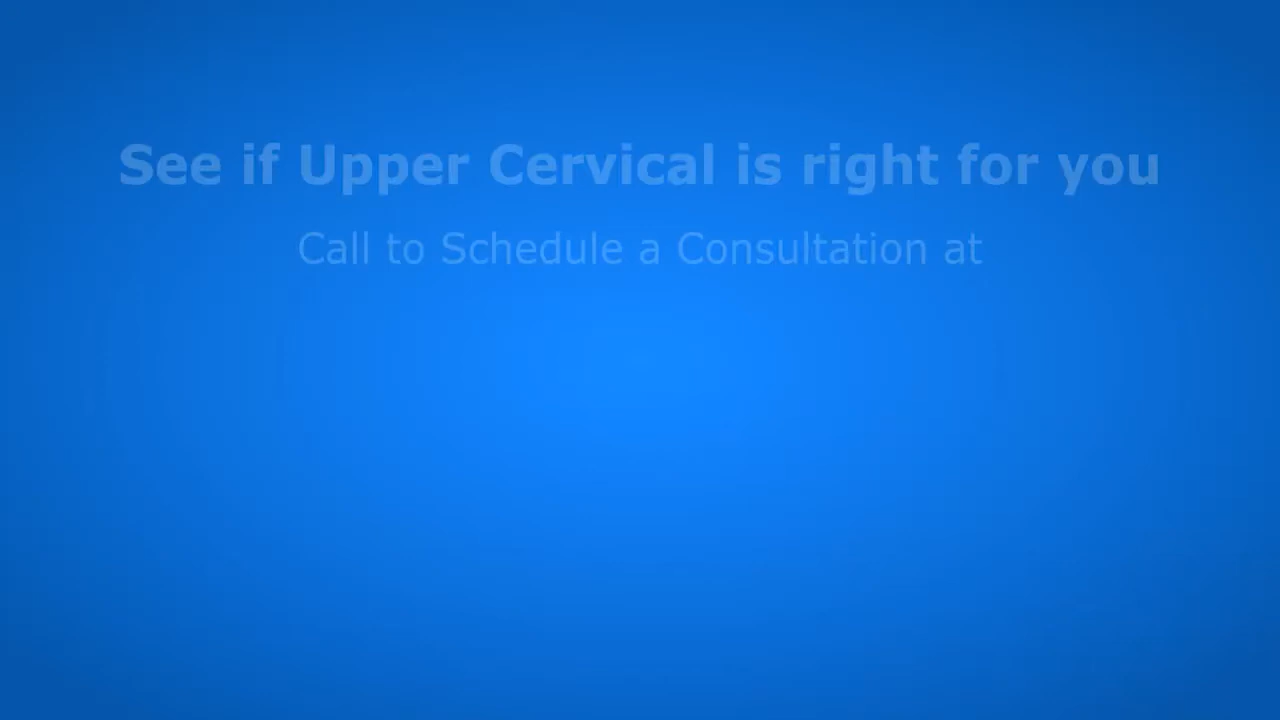 See if Upper Cervical is right for you
Call to Schedule a Consultation at